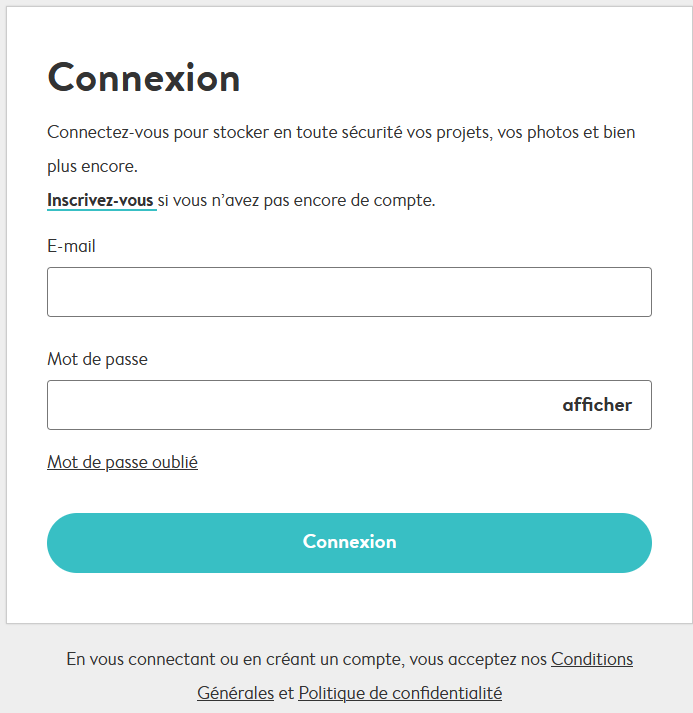 Connexion
Connectez-vous pour stocker en toute sécurité vos projets, vos photos et bien
plus encore.
Inscrivez-vous si vous n’avez pas encore de compte.
E-mail
Mot de passe
afficher
Mot de passe oublié
Connexion
En vous connectant ou en créant un compte, vous acceptez nos Conditions
Générales et Politique de confidentialité